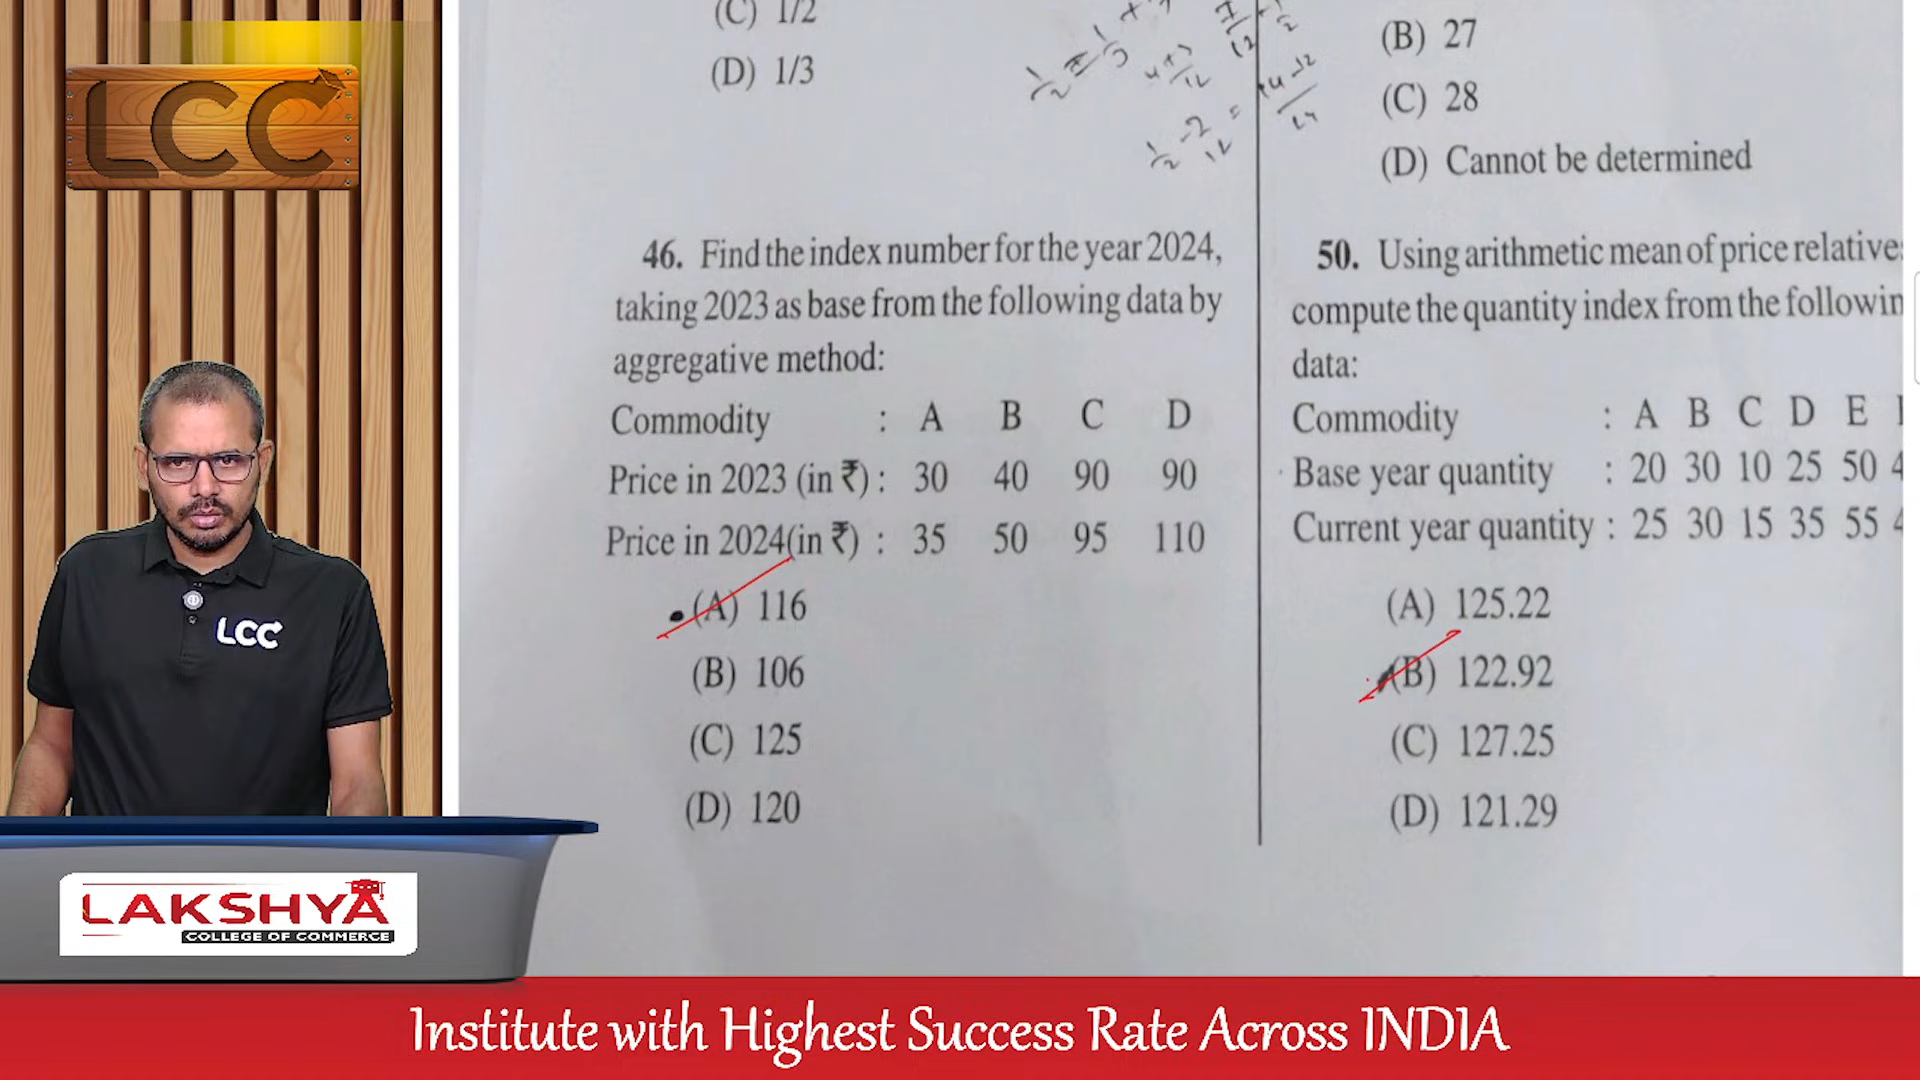 LCC
(C) 1/2
(D) 1/3
46. Find the index number for the year 2024,
taking 2023 as base from the following data by
aggregative method:
Commodity : A B C D
Price in 2023 (in ₹) : 30 40 90 90
Price in 2024(in ₹) : 35 50 95 110
(A) 116
(B) 106
(C) 125
(D) 120
(B) 27
(C) 28
(D) Cannot be determined
50. Using arithmetic mean of price relative
compute the quantity index from the
data:
Commodity : A B C D E
Base year quantity : 20 30 10 25 50 4
Current year quantity : 25 30 15 35 55 4
(A) 125.22
(B) 122.92
(C) 127.25
(D) 121.29
LCC
LAKSHYA
COLLEGE OF COMMERCE
Institute with Highest Success Rate Across INDIA